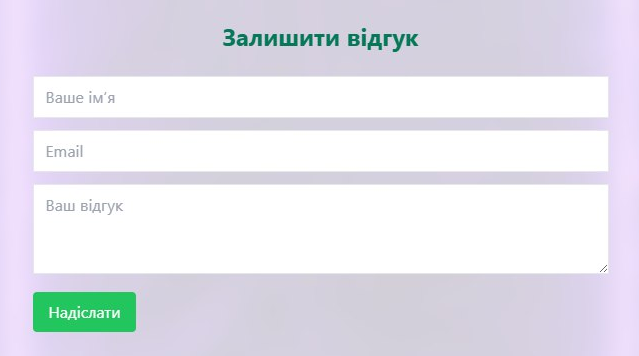 Залишити відгук
Ваше ім'я
Email
Ваш відгук
Надіслати